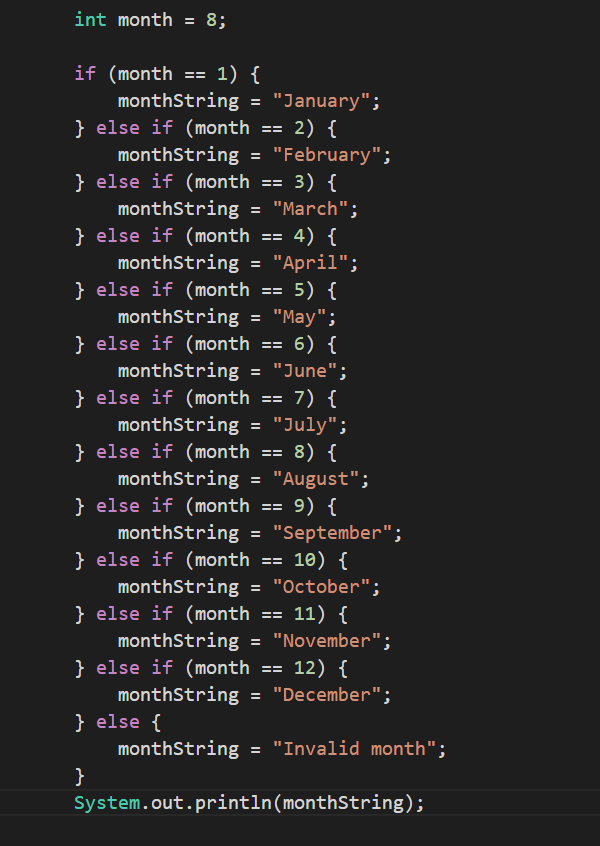 int month = 8;
if (month == 1) {
monthString = "January";
} else if (month == 2) {
monthString = "February";
} else if (month == 3) {
monthString = "March";
} else if (month == 4) {
monthString = "April";
} else if (month == 5) {
monthString = "May";
} else if (month == 6) {
monthString = "June";
} else if (month == 7) {
monthString = "July";
} else if (month == 8) {
monthString = "August";
} else if (month == 9) {
monthString = "September";
} else if (month == 10) {
monthString = "October";
} else if (month == 11) {
monthString = "November";
} else if (month == 12) {
monthString = "December";
} else {
monthString = "Invalid month";
}
System.out.println(monthString);